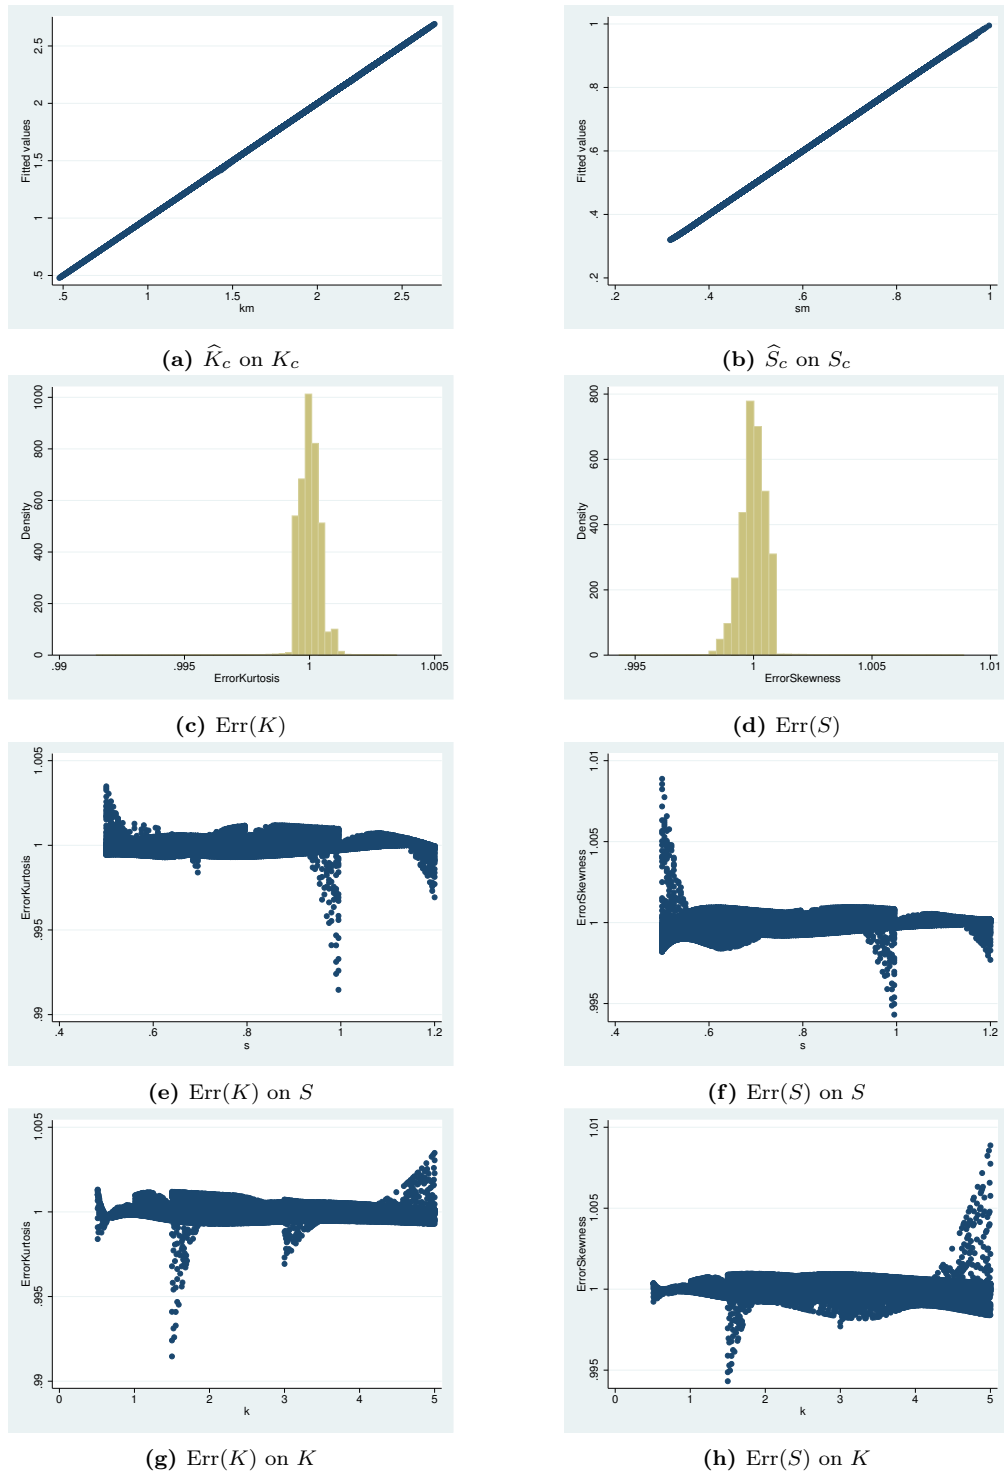 Fitted values
2.5
2
1.5
1
.5
.5 1 1.5 2 2.5
km
(a) K̂c on Kc
Fitted values
1
.8
.6
.4
.2
.2 .4 .6 .8 1
sm
(b) Ŝc on Sc
Density
1000
800
600
400
200
0
.99 .995 1 1.005
ErrorKurtosis
(c) Err(K)
Density
800
600
400
200
0
.995 1 1.005 1.01
ErrorSkewness
(d) Err(S)
ErrorKurtosis
1.005
1
.995
.99
.4 .6 .8 1 1.2
s
(e) Err(K) on S
ErrorSkewness
1.01
1.005
1
.995
.4 .6 .8 1 1.2
s
(f) Err(S) on S
ErrorKurtosis
1.005
1
.995
.99
0 1 2 3 4 5
k
(g) Err(K) on K
ErrorSkewness
1.01
1.005
1
.995
0 1 2 3 4 5
k
(h) Err(S) on K